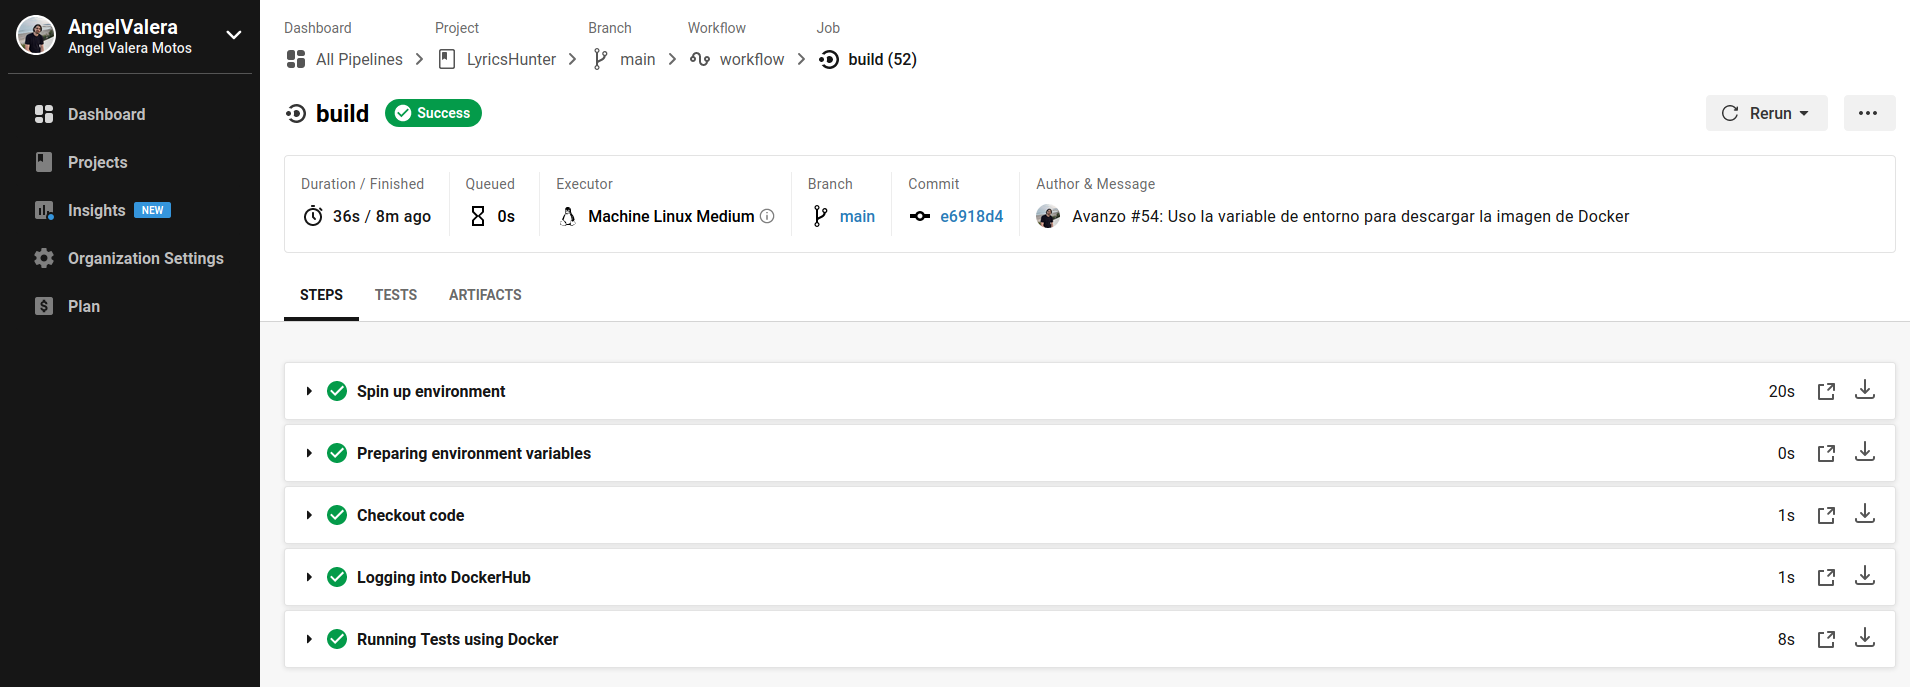 AngelValera
Angel Valera Motos
Dashboard
Projects
Insights NEW
Organization Settings
Plan
Dashboard Project Branch Workflow Job
All Pipelines LyricsHunter main workflow build (52)
build Success
Rerun
Duration / Finished Queued Executor Branch Commit Author & Message
36s / 8m ago 0s Machine Linux Medium main e6918d4 Avanzo #54: Uso la variable de entorno para descargar la imagen de Docker
STEPS TESTS ARTIFACTS
Spin up environment 20s
Preparing environment variables 0s
Checkout code 1s
Logging into DockerHub 1s
Running Tests using Docker 8s